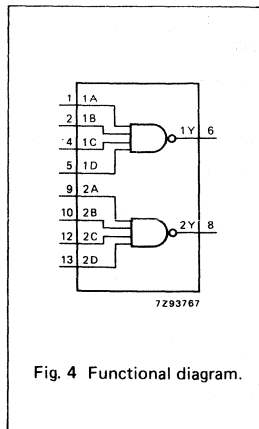 1 1A
2 1B
4 1C
5 1D
1Y 6
9 2A
10 2B
12 2C
13 2D
2Y 8
7Z93767
Fig. 4 Functional diagram.